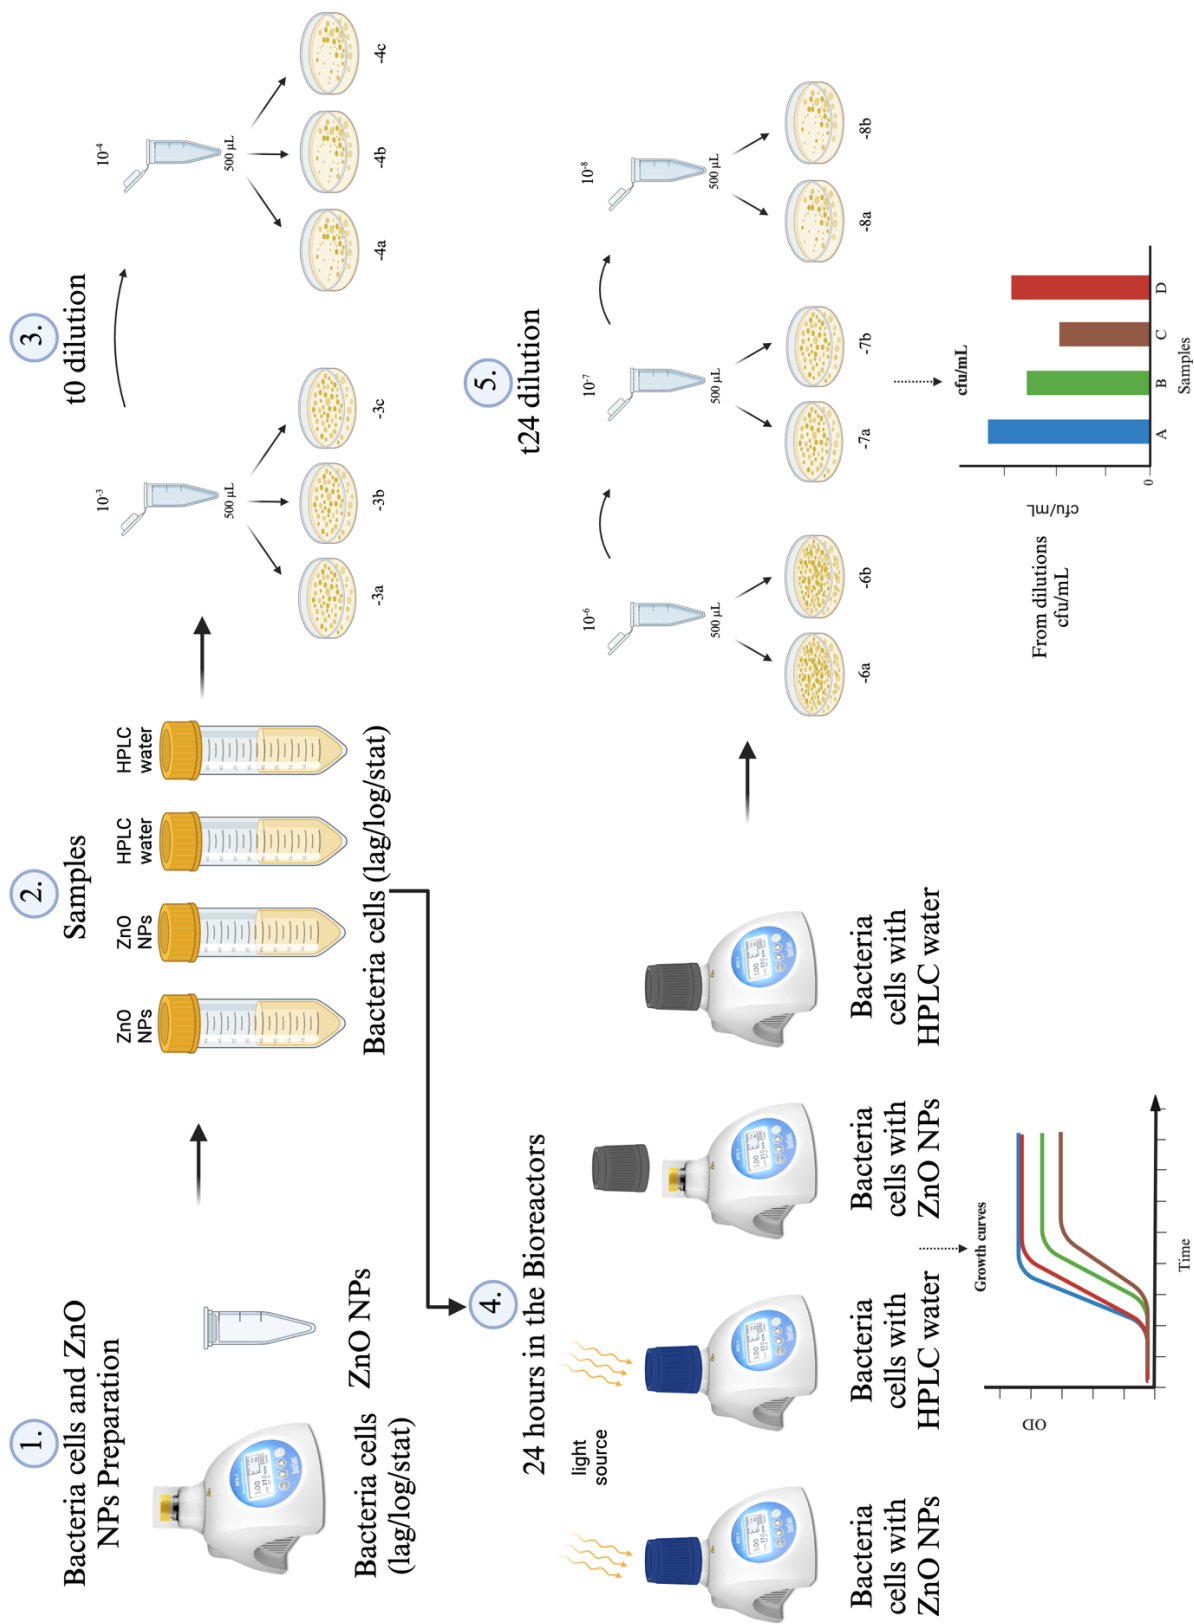 1.
Bacteria cells and ZnO
NPs Preparation
Bacteria cells
(lag/log/stat)
ZnO NPs
2.
Samples
ZnO
NPs
ZnO
NPs
HPLC
water
HPLC
water
Bacteria cells (lag/log/stat)
3.
t0 dilution
10⁻³
500 µL
-3a
-3b
-3c
10⁻⁴
500 µL
-4a
-4b
-4c
4.
24 hours in the Bioreactors
light
source
Bacteria
cells with
ZnO NPs
Bacteria
cells with
HPLC water
Bacteria
cells with
ZnO NPs
Bacteria
cells with
HPLC water
Growth curves
OD
Time
5.
t24 dilution
10⁻⁶
500 µL
-6a
-6b
10⁻⁷
500 µL
-7a
-7b
10⁻⁸
500 µL
-8a
-8b
From dilutions
cfu/mL
cfu/mL
cfu/mL
0
A
B
C
D
Samples